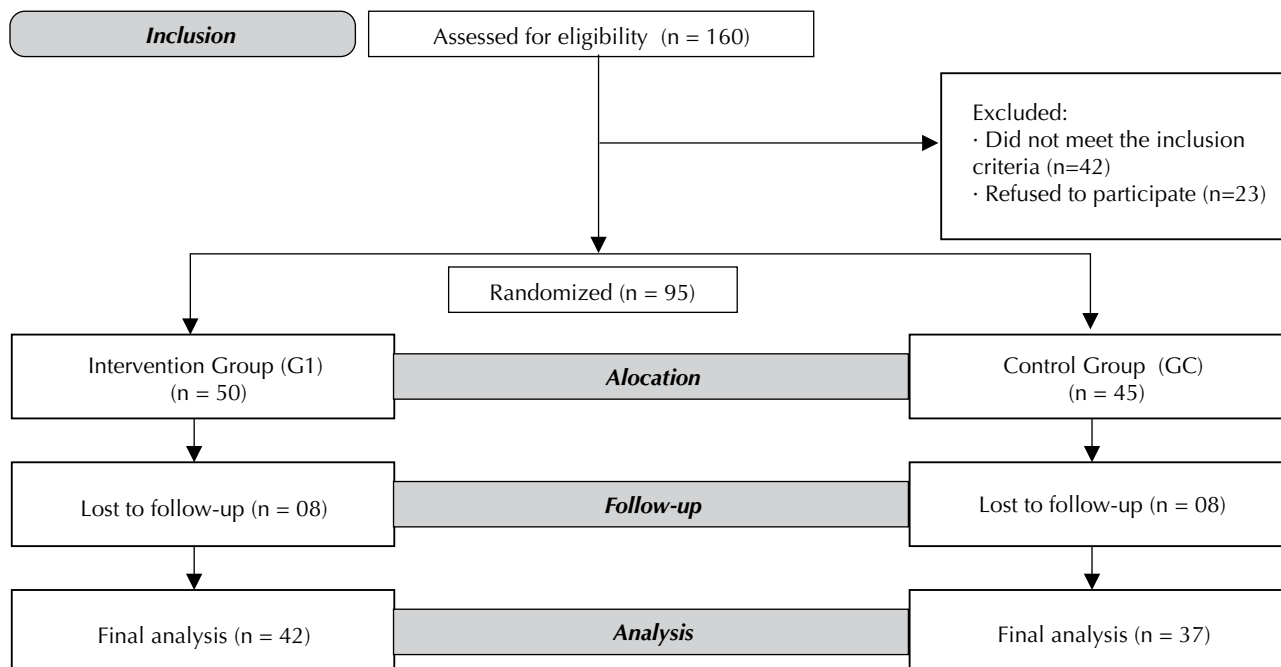 Inclusion
Assessed for eligibility (n = 160)
Excluded:
· Did not meet the inclusion
criteria (n=42)
· Refused to participate (n=23)
Randomized (n = 95)
Intervention Group (G1)
(n = 50)
Alocation
Control Group (GC)
(n = 45)
Lost to follow-up (n = 08)
Follow-up
Lost to follow-up (n = 08)
Final analysis (n = 42)
Analysis
Final analysis (n = 37)